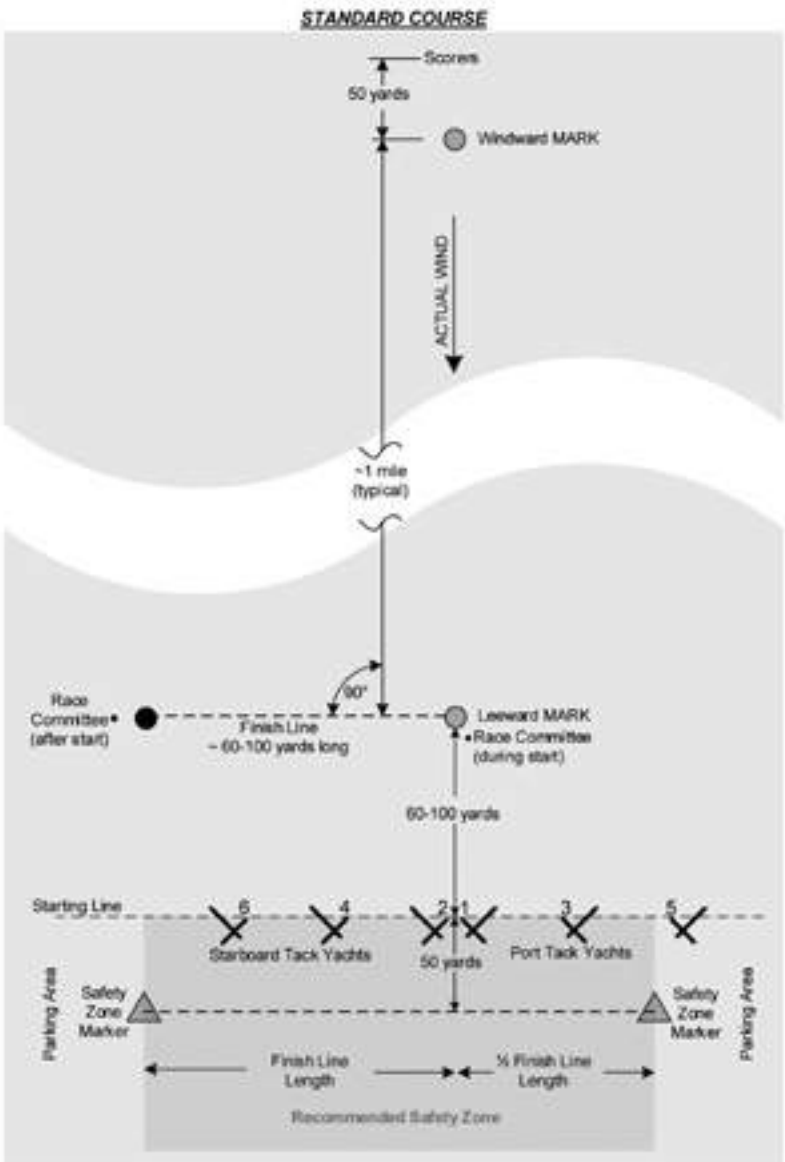 STANDARD COURSE
Scorers
50 yards
Windward MARK
ACTUAL WIND
~1 mile
(typical)
90°
Race
Committee
(after start)
Finish Line
~ 60-100 yards long
Leeward MARK
Race Committee
(during start)
60-100 yards
Starting Line
6
4
2
1
3
5
Starboard Tack Yachts
50 yards
Port Tack Yachts
Parking Area
Safety
Zone
Marker
Safety
Zone
Marker
Parking Area
Finish Line
Length
½ Finish Line
Length
Recommended Safety Zone